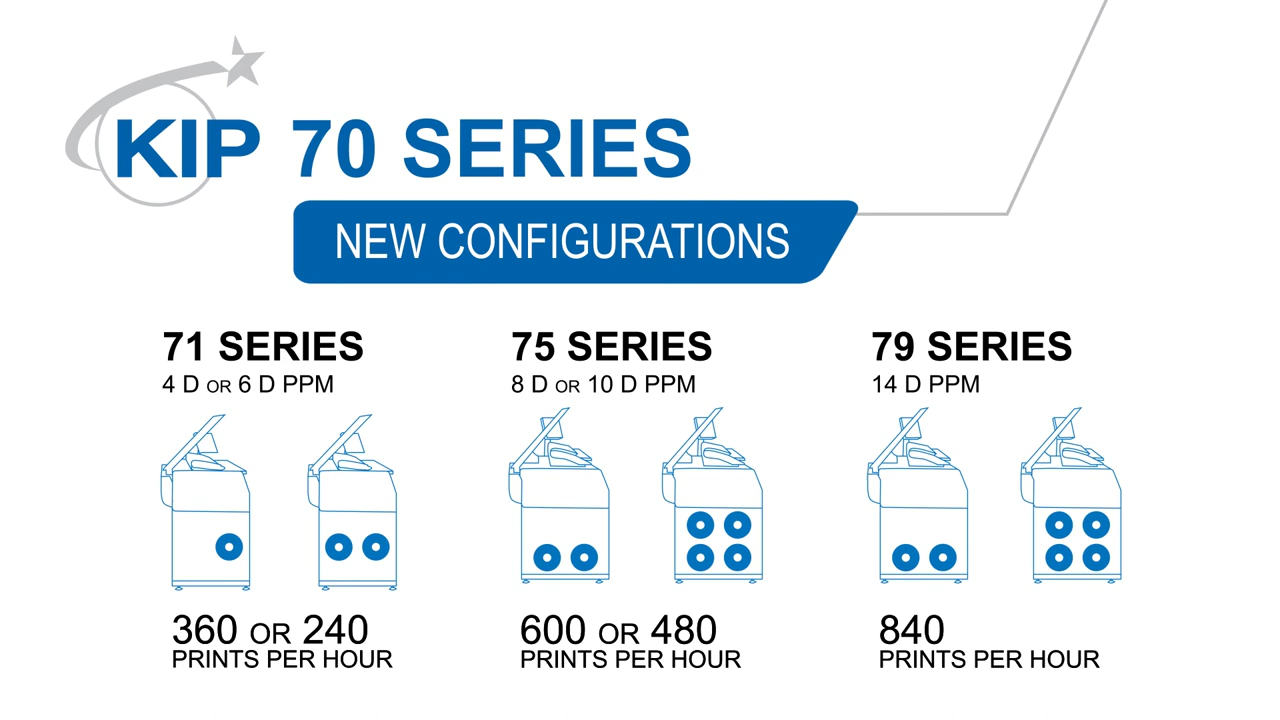 KIP 70 SERIES
NEW CONFIGURATIONS
71 SERIES
4 D OR 6 D PPM
360 OR 240
PRINTS PER HOUR
75 SERIES
8 D OR 10 D PPM
600 OR 480
PRINTS PER HOUR
79 SERIES
14 D PPM
840
PRINTS PER HOUR